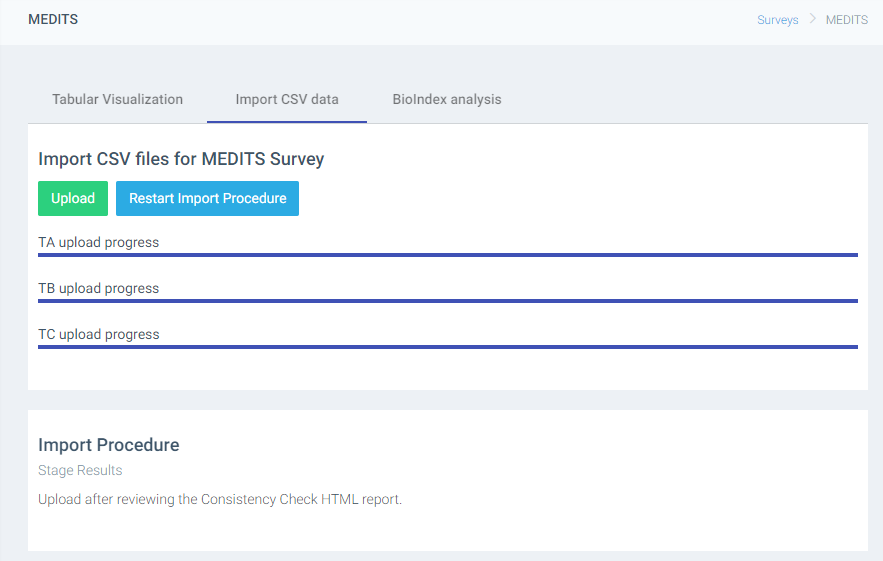 MEDITS
Surveys > MEDITS
Tabular Visualization
Import CSV data
BioIndex analysis
Import CSV files for MEDITS Survey
Upload
Restart Import Procedure
TA upload progress
TB upload progress
TC upload progress
Import Procedure
Stage Results
Upload after reviewing the Consistency Check HTML report.